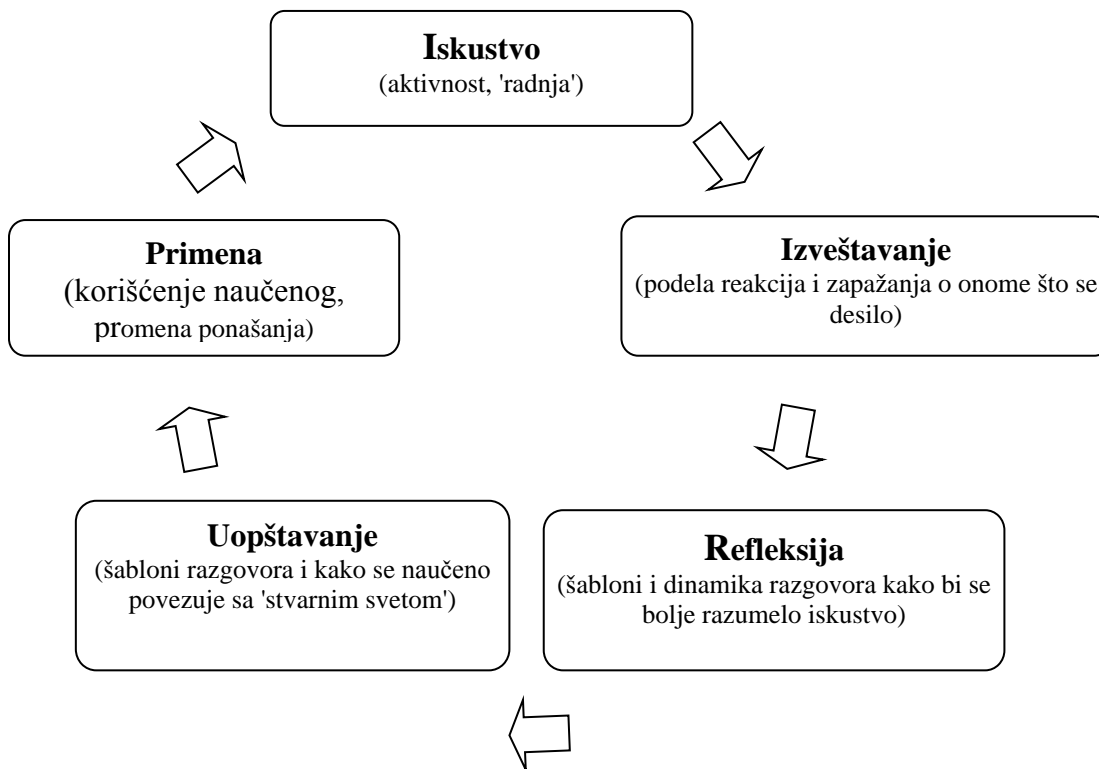 Iskustvo
(aktivnost, 'radnja')
Izveštavanje
(podela reakcija i zapažanja o onome što se
desilo)
Refleksija
(šabloni i dinamika razgovora kako bi se
bolje razumelo iskustvo)
Uopštavanje
(šabloni razgovora i kako se naučeno
povezuje sa 'stvarnim svetom')
Primena
(korišćenje naučenog,
promena ponašanja)